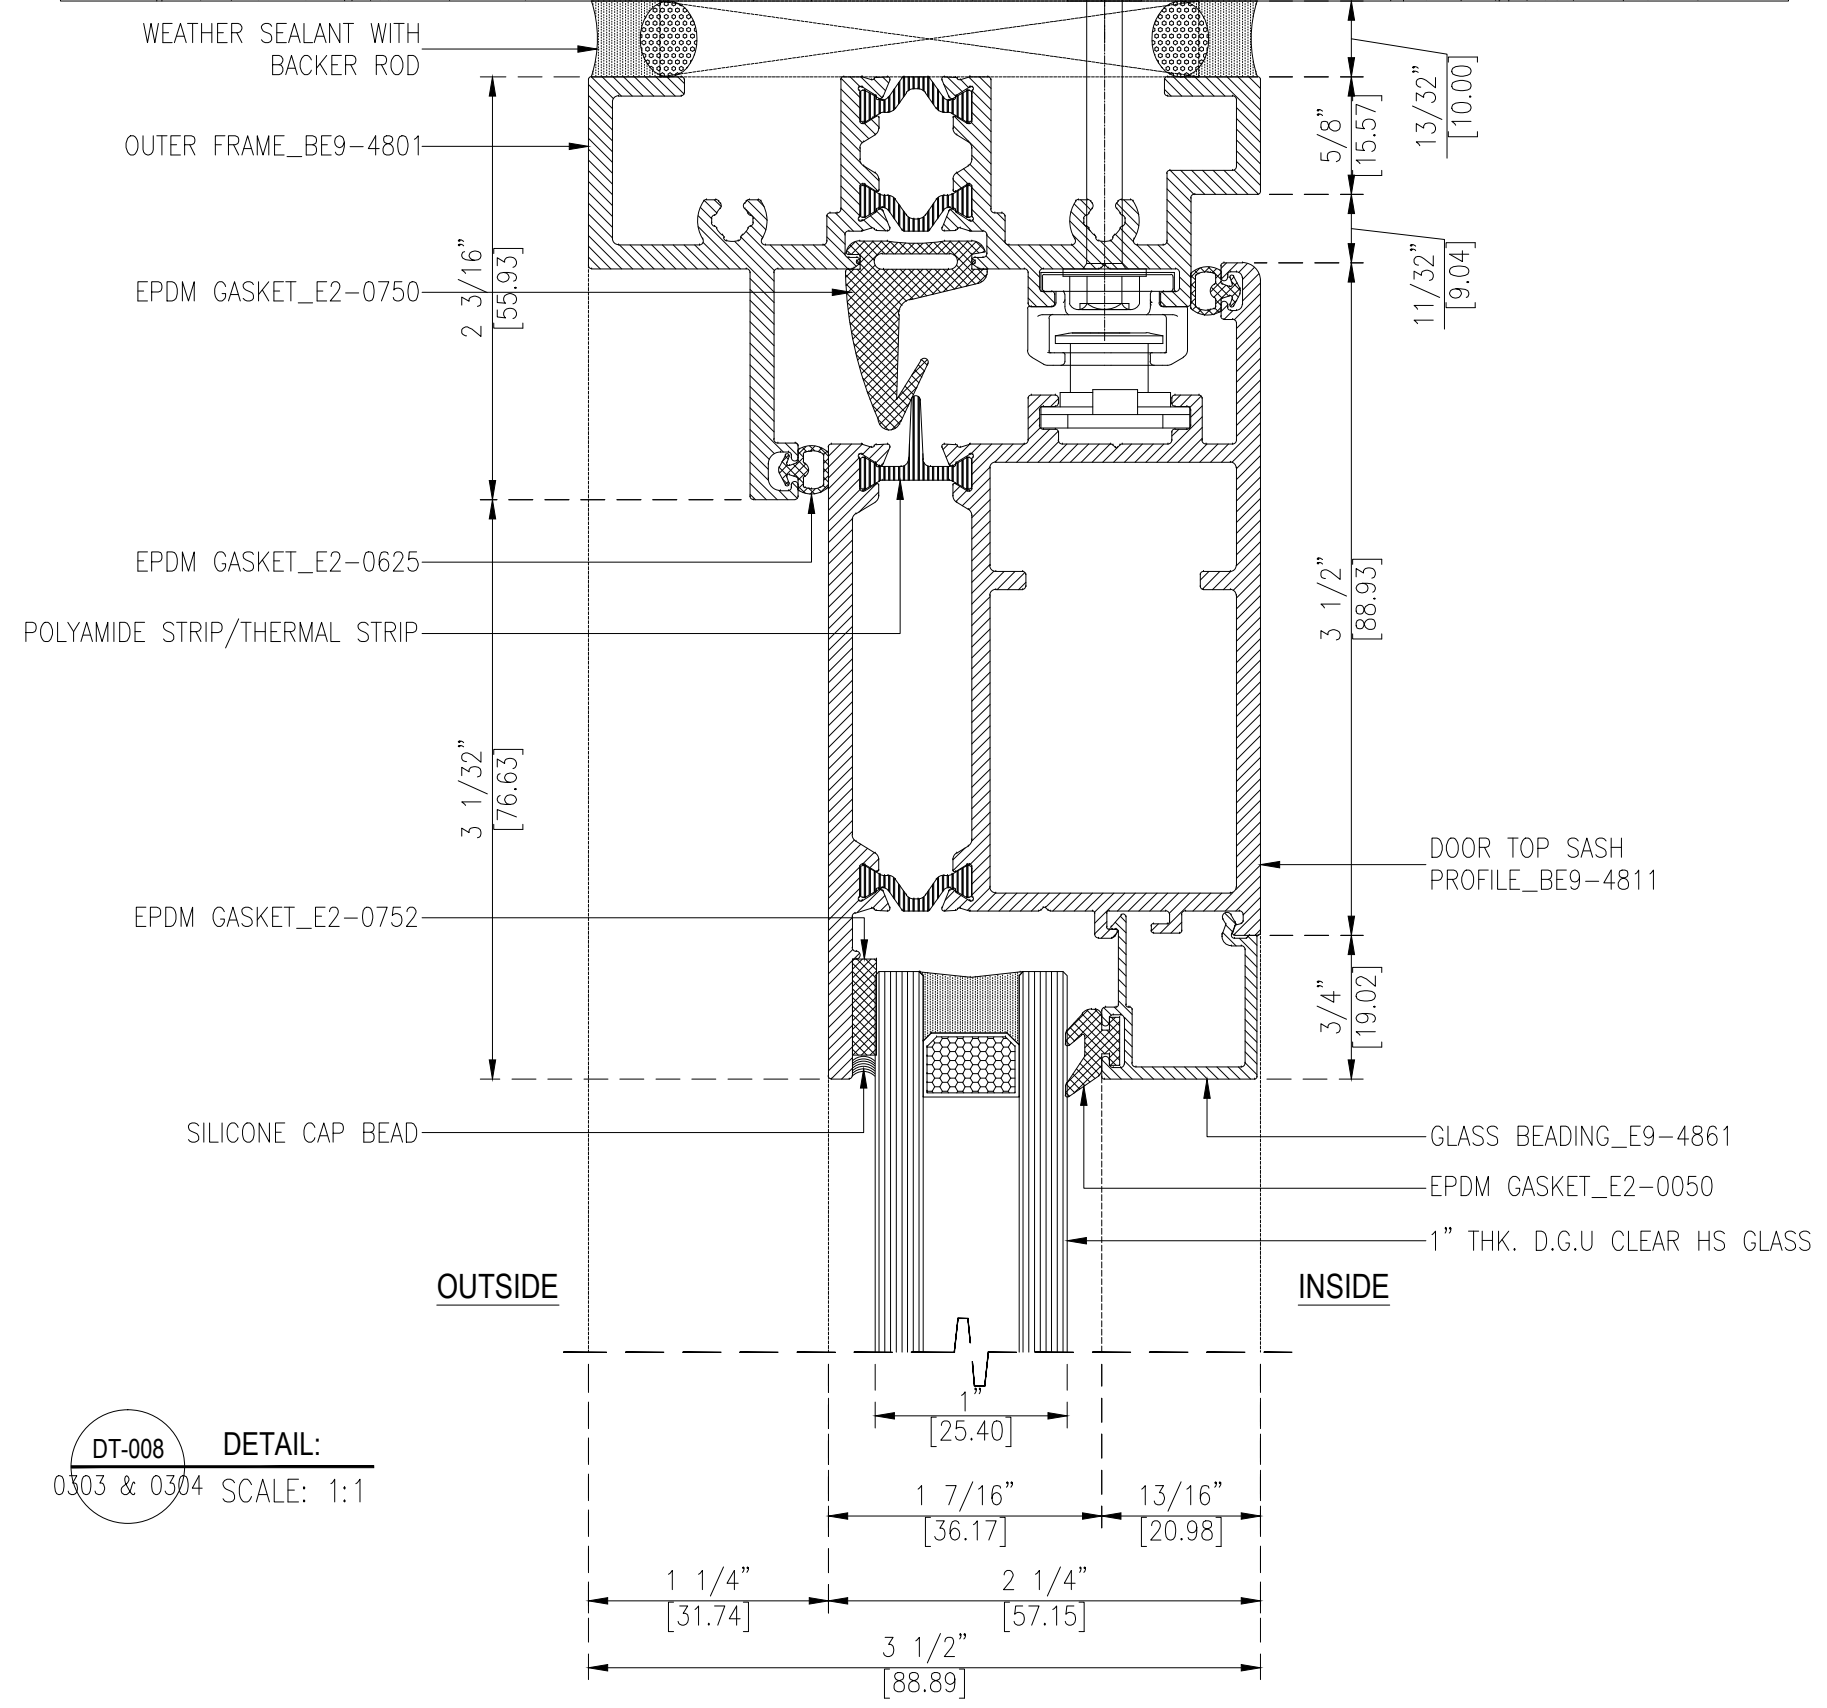 WEATHER SEALANT WITH
BACKER ROD
OUTER FRAME_BE9-4801
EPDM GASKET_E2-0750
EPDM GASKET_E2-0625
POLYAMIDE STRIP/THERMAL STRIP
EPDM GASKET_E2-0752
SILICONE CAP BEAD
2 3/16"
[55.93]
3 1/32"
[76.63]
13/32"
[10.00]
5/8"
[15.57]
11/32"
[9.04]
3 1/2"
[88.93]
3/4"
[19.02]
DOOR TOP SASH
PROFILE_BE9-4811
GLASS BEADING_E9-4861
EPDM GASKET_E2-0050
1" THK. D.G.U CLEAR HS GLASS
OUTSIDE
INSIDE
1"
[25.40]
1 7/16"
[36.17]
13/16"
[20.98]
1 1/4"
[31.74]
2 1/4"
[57.15]
3 1/2"
[88.89]
DT-008
DETAIL:
0303 & 0304
SCALE: 1:1